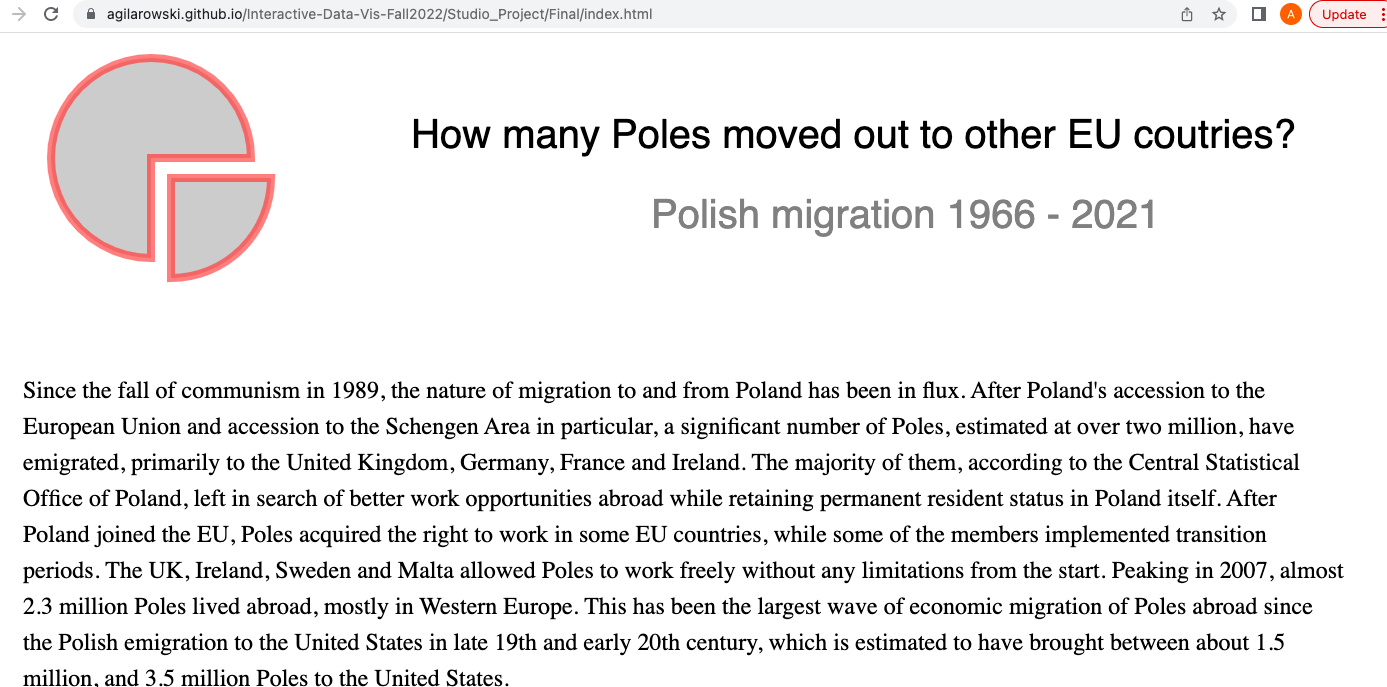 agilarowski.github.io/Interactive-Data-Vis-Fall2022/Studio_Project/Final/index.html
A
Update
How many Poles moved out to other EU coutries?
Polish migration 1966 - 2021
Since the fall of communism in 1989, the nature of migration to and from Poland has been in flux. After Poland's accession to the
European Union and accession to the Schengen Area in particular, a significant number of Poles, estimated at over two million, have
emigrated, primarily to the United Kingdom, Germany, France and Ireland. The majority of them, according to the Central Statistical
Office of Poland, left in search of better work opportunities abroad while retaining permanent resident status in Poland itself. After
Poland joined the EU, Poles acquired the right to work in some EU countries, while some of the members implemented transition
periods. The UK, Ireland, Sweden and Malta allowed Poles to work freely without any limitations from the start. Peaking in 2007, almost
2.3 million Poles lived abroad, mostly in Western Europe. This has been the largest wave of economic migration of Poles abroad since
the Polish emigration to the United States in late 19th and early 20th century, which is estimated to have brought between about 1.5
million, and 3.5 million Poles to the United States.